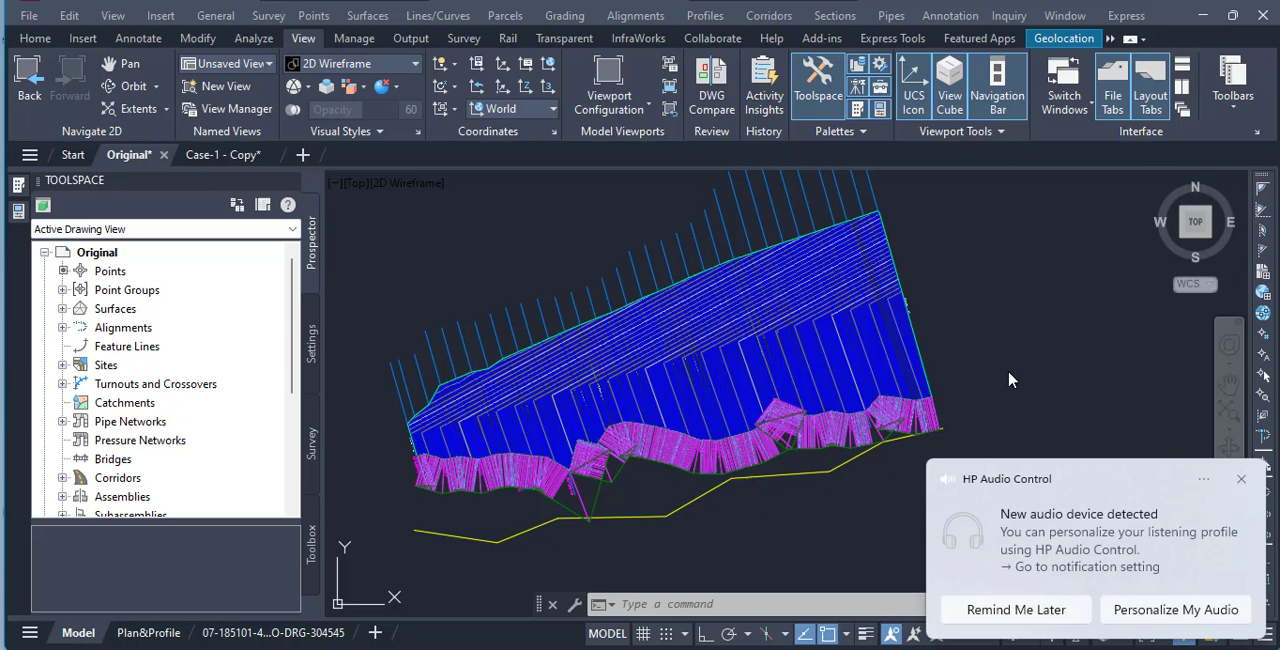 File Edit View Insert General Survey Points Surfaces Lines/Curves Parcels Grading Alignments Profiles Corridors Sections Pipes Annotation Inquiry Window Express
Home Insert Annotate Modify Analyze View Manage Output Survey Rail Transparent InfraWorks Collaborate Help Add-ins Express Tools Featured Apps Geolocation
Back
Forward
Pan
Orbit
Extents
Navigate 2D
Unsaved View
New View
View Manager
Named Views
2D Wireframe
Opacity 60
Visual Styles
World
Coordinates
Viewport
Configuration
Model Viewports
DWG
Compare
Review
Activity
Insights
History
Toolspace
Palettes
UCS
Icon
View
Cube
Navigation
Bar
Viewport Tools
Switch
Windows
File
Tabs
Layout
Tabs
Interface
Toolbars
Start Original* Case-1 - Copy*
TOOLSPACE
Active Drawing View
Original
Points
Point Groups
Surfaces
Alignments
Feature Lines
Sites
Turnouts and Crossovers
Catchments
Pipe Networks
Pressure Networks
Bridges
Corridors
Assemblies
Subassemblies
Prospector
Settings
Survey
Toolbox
[−][Top][2D Wireframe]
N
W TOP E
S
WCS
Y
X
Type a command
HP Audio Control
New audio device detected
You can personalize your listening profile
using HP Audio Control.
→ Go to notification setting
Remind Me Later Personalize My Audio
Model Plan&Profile 07-185101-4...O-DRG-304545
MODEL